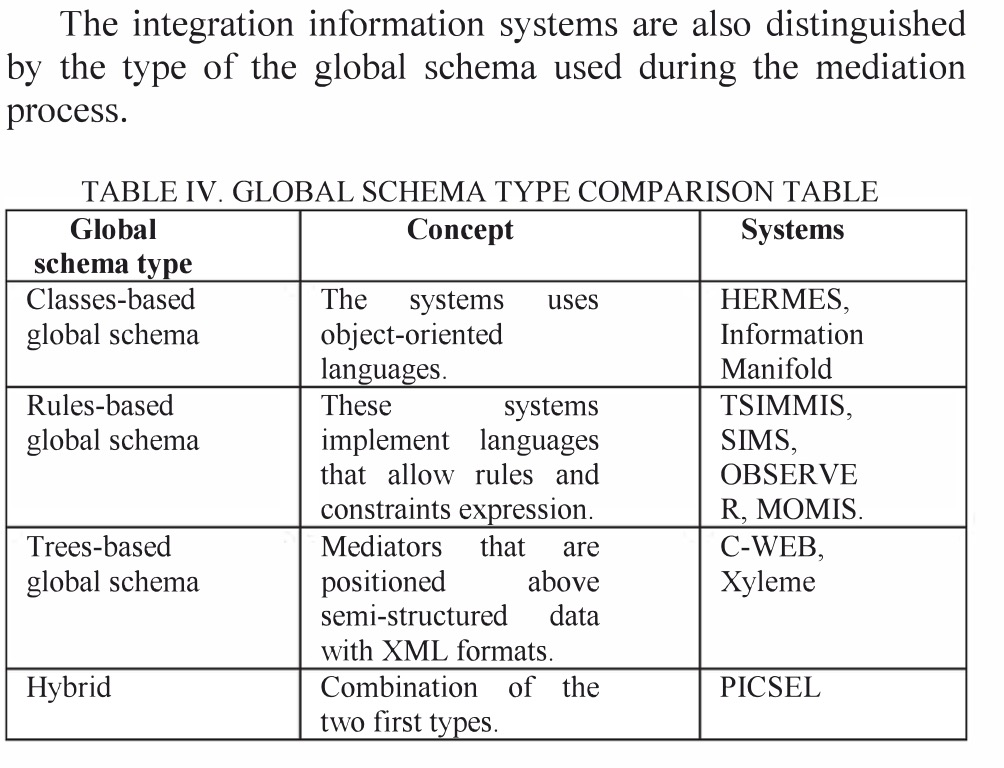 The integration information systems are also distinguished
by the type of the global schema used during the mediation
process.
TABLE IV. GLOBAL SCHEMA TYPE COMPARISON TABLE
Global
schema type
Concept
Systems
Classes-based
global schema
The systems uses
object-oriented
languages.
HERMES,
Information
Manifold
Rules-based
global schema
These systems
implement languages
that allow rules and
constraints expression.
TSIMMIS,
SIMS,
OBSERVE
R, MOMIS.
Trees-based
global schema
Mediators that are
positioned above
semi-structured data
with XML formats.
C-WEB,
Xyleme
Hybrid
Combination of the
two first types.
PICSEL